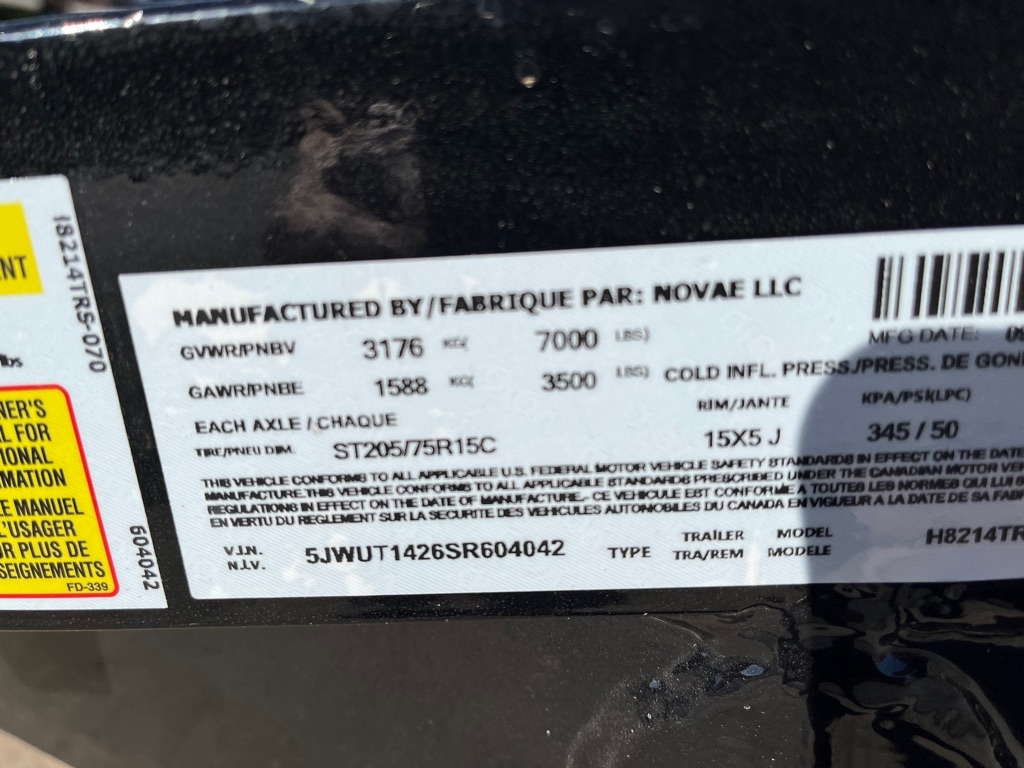 ENT
I8214TRS-070
lbs
NER'S
L FOR
IONAL
MATION
E MANUEL
L'USAGER
UR PLUS DE
SEIGNEMENTS
FD-339
604042
MANUFACTURED BY/FABRIQUE PAR: NOVAE LLC
GVWR/PNBV 3176 KG( 7000 LBS)
MFG DATE:
GAWR/PNBE 1588 KG( 3500 LBS) COLD INFL. PRESS/PRESS. DE GON
EACH AXLE / CHAQUE RIM/JANTE KPA/PSI(LPC)
TIRE/PNEU DIM. ST205/75R15C 15X5 J 345 / 50
THIS VEHICLE CONFORMS TO ALL APPLICABLE U.S. FEDERAL MOTOR VEHICLE SAFETY STANDARDS IN EFFECT ON THE DATE
MANUFACTURE.THIS VEHICLE CONFORMS TO ALL APPLICABLE STANDARDS PRESCRIBED UNDER THE CANADIAN MOTOR VE
REGULATIONS IN EFFECT ON THE DATE OF MANUFACTURE.- CE VEHICULE EST CONFORME A TOUTES LES NORMES QUI LUI
EN VERTU DU REGLEMENT SUR LA SECURITE DES VEHICULES AUTOMOBILES DU CANADA EN VIGUEUR A LA DATE DE SA FAB
V.I.N. 5JWUT1426SR604042 TYPE TRAILER MODEL H8214TR
N.I.V. TRA/REM MODELE